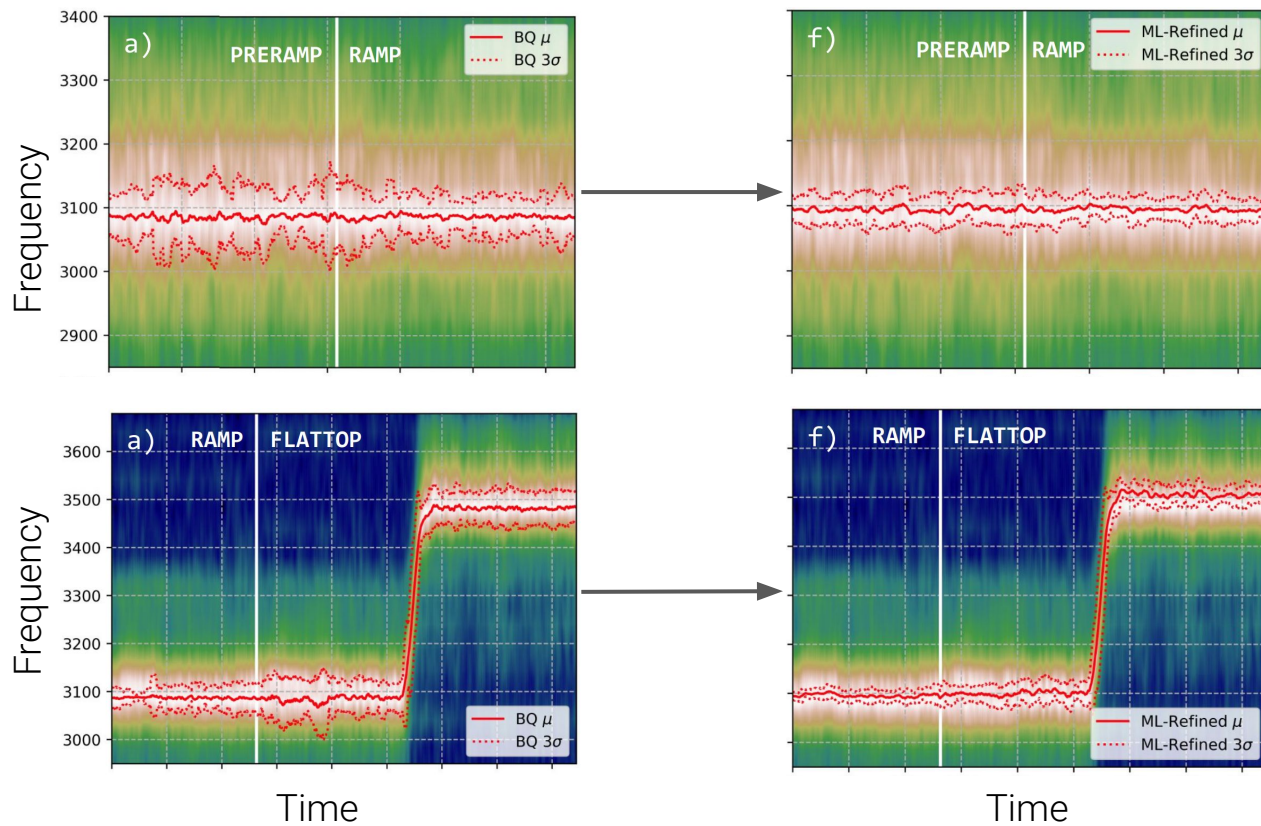 a)
PRERAMP RAMP
BQ μ
BQ 3σ
3400
3300
3200
3100
3000
2900
Frequency
f)
PRERAMP RAMP
ML-Refined μ
ML-Refined 3σ
a)
RAMP FLATTOP
3600
3500
3400
3300
3200
3100
3000
Frequency
BQ μ
BQ 3σ
Time
f)
RAMP FLATTOP
ML-Refined μ
ML-Refined 3σ
Time